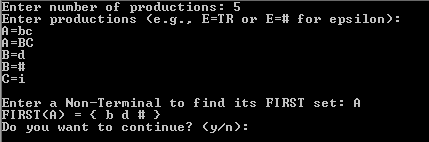 Enter number of productions: 5
Enter productions (e.g., E=TR or E=# for epsilon):
A=bc
A=BC
B=d
B=#
C=i
Enter a Non-Terminal to find its FIRST set: A
FIRST(A) = { b d # }
Do you want to continue? (y/n):